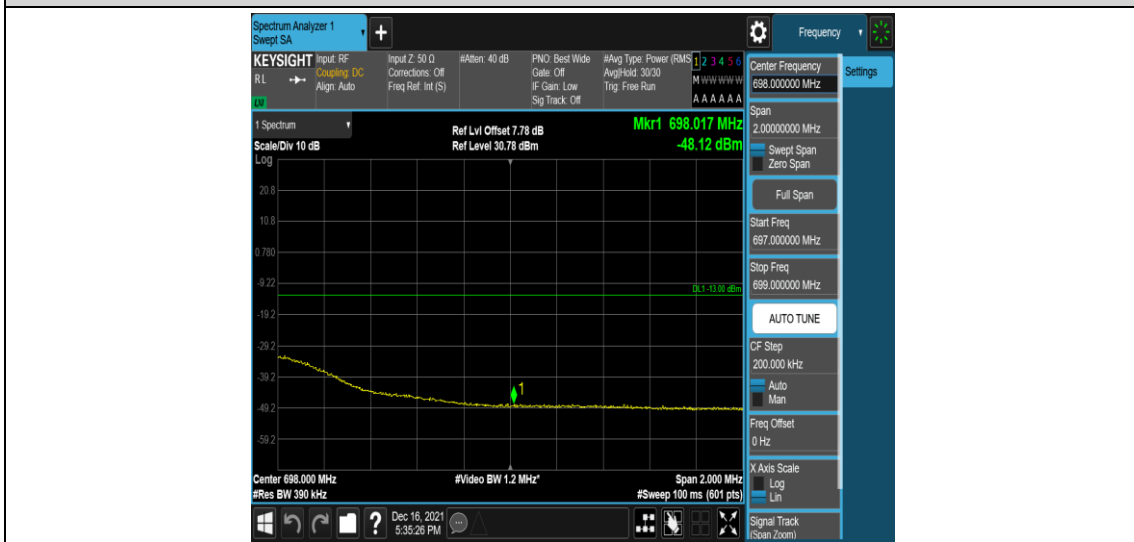 Spectrum Analyzer 1
Swept SA
+
Frequency
KEYSIGHT
RL
Input: RF
Coupling: DC
Align: Auto
Input Z: 50 Ω
Corrections: Off
Freq Ref: Int (S)
#Atten: 40 dB
PNO: Best Wide
Gate: Off
IF Gain: Low
Sig Track: Off
#Avg Type: Power (RMS
Avg|Hold: 30/30
Trig: Free Run
1 2 3 4 5 6
M W W W W W
A A A A A A
1 Spectrum
Scale/Div 10 dB
Ref Lvl Offset 7.78 dB
Ref Level 30.78 dBm
Mkr1 698.017 MHz
-48.12 dBm
Log
20.8
10.8
0.780
-9.22
-19.2
-29.2
-39.2
-49.2
-59.2
DL1 -13.00 dBm
1
Center 698.000 MHz
#Res BW 390 kHz
#Video BW 1.2 MHz*
Span 2.000 MHz
#Sweep 100 ms (601 pts)
?
Dec 16, 2021
5:35:26 PM
Center Frequency
698.000000 MHz
Settings
Span
2.00000000 MHz
Swept Span
Zero Span
Full Span
Start Freq
697.000000 MHz
Stop Freq
699.000000 MHz
AUTO TUNE
CF Step
200.000 kHz
Auto
Man
Freq Offset
0 Hz
X Axis Scale
Log
Lin
Signal Track
(Span Zoom)